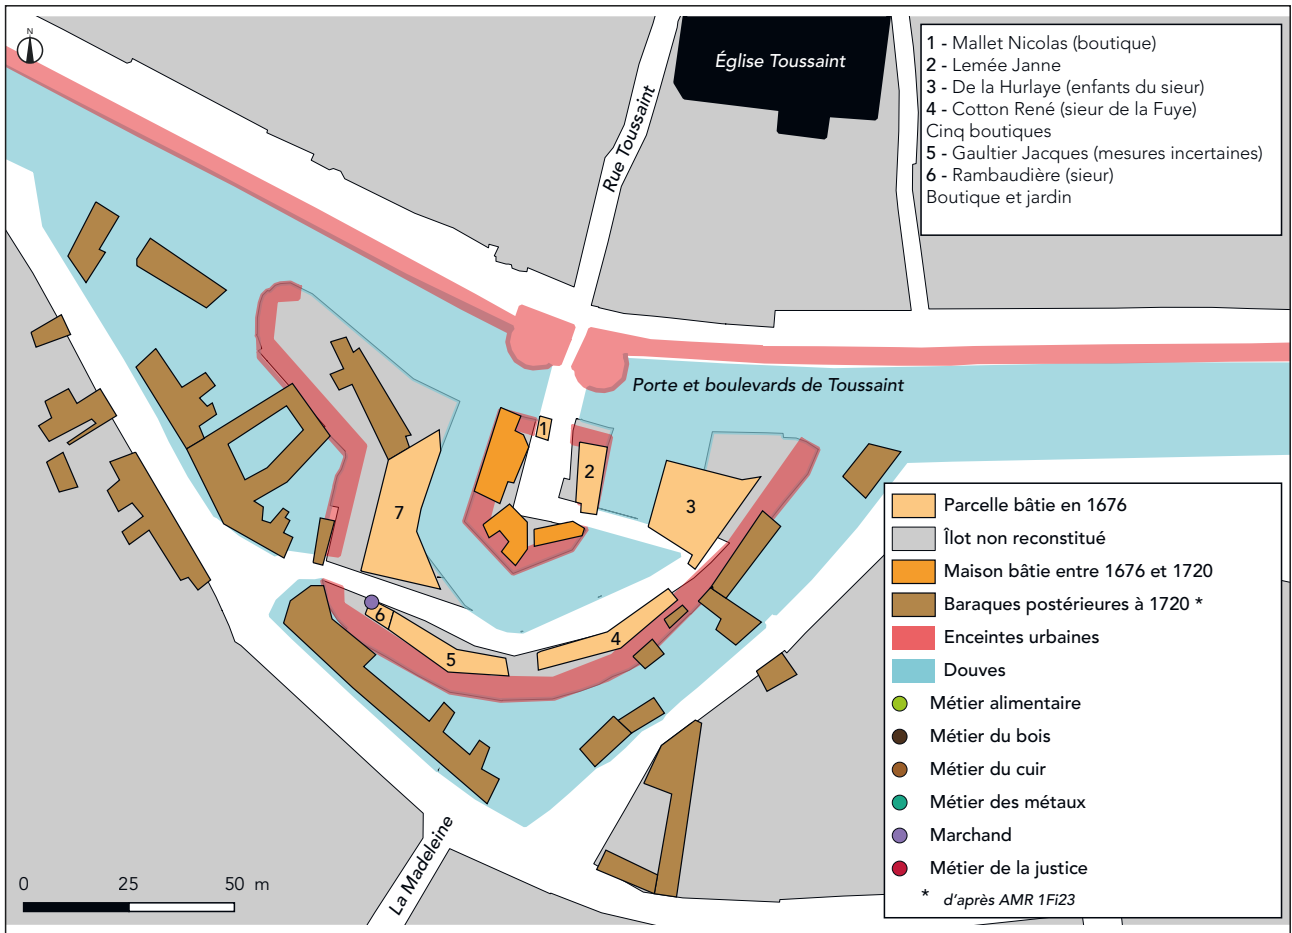 N
Église Toussaint
Rue Toussaint
1 - Mallet Nicolas (boutique)
2 - Lemée Janne
3 - De la Hurlaye (enfants du sieur)
4 - Cotton René (sieur de la Fuye)
Cinq boutiques
5 - Gaultier Jacques (mesures incertaines)
6 - Rambaudière (sieur)
Boutique et jardin
Porte et boulevards de Toussaint
1
2
3
7
6
5
4
Parcelle bâtie en 1676
Îlot non reconstitué
Maison bâtie entre 1676 et 1720
Baraques postérieures à 1720 *
Enceintes urbaines
Douves
Métier alimentaire
Métier du bois
Métier du cuir
Métier des métaux
Marchand
Métier de la justice
* d'après AMR 1Fi23
La Madeleine
0 25 50 m